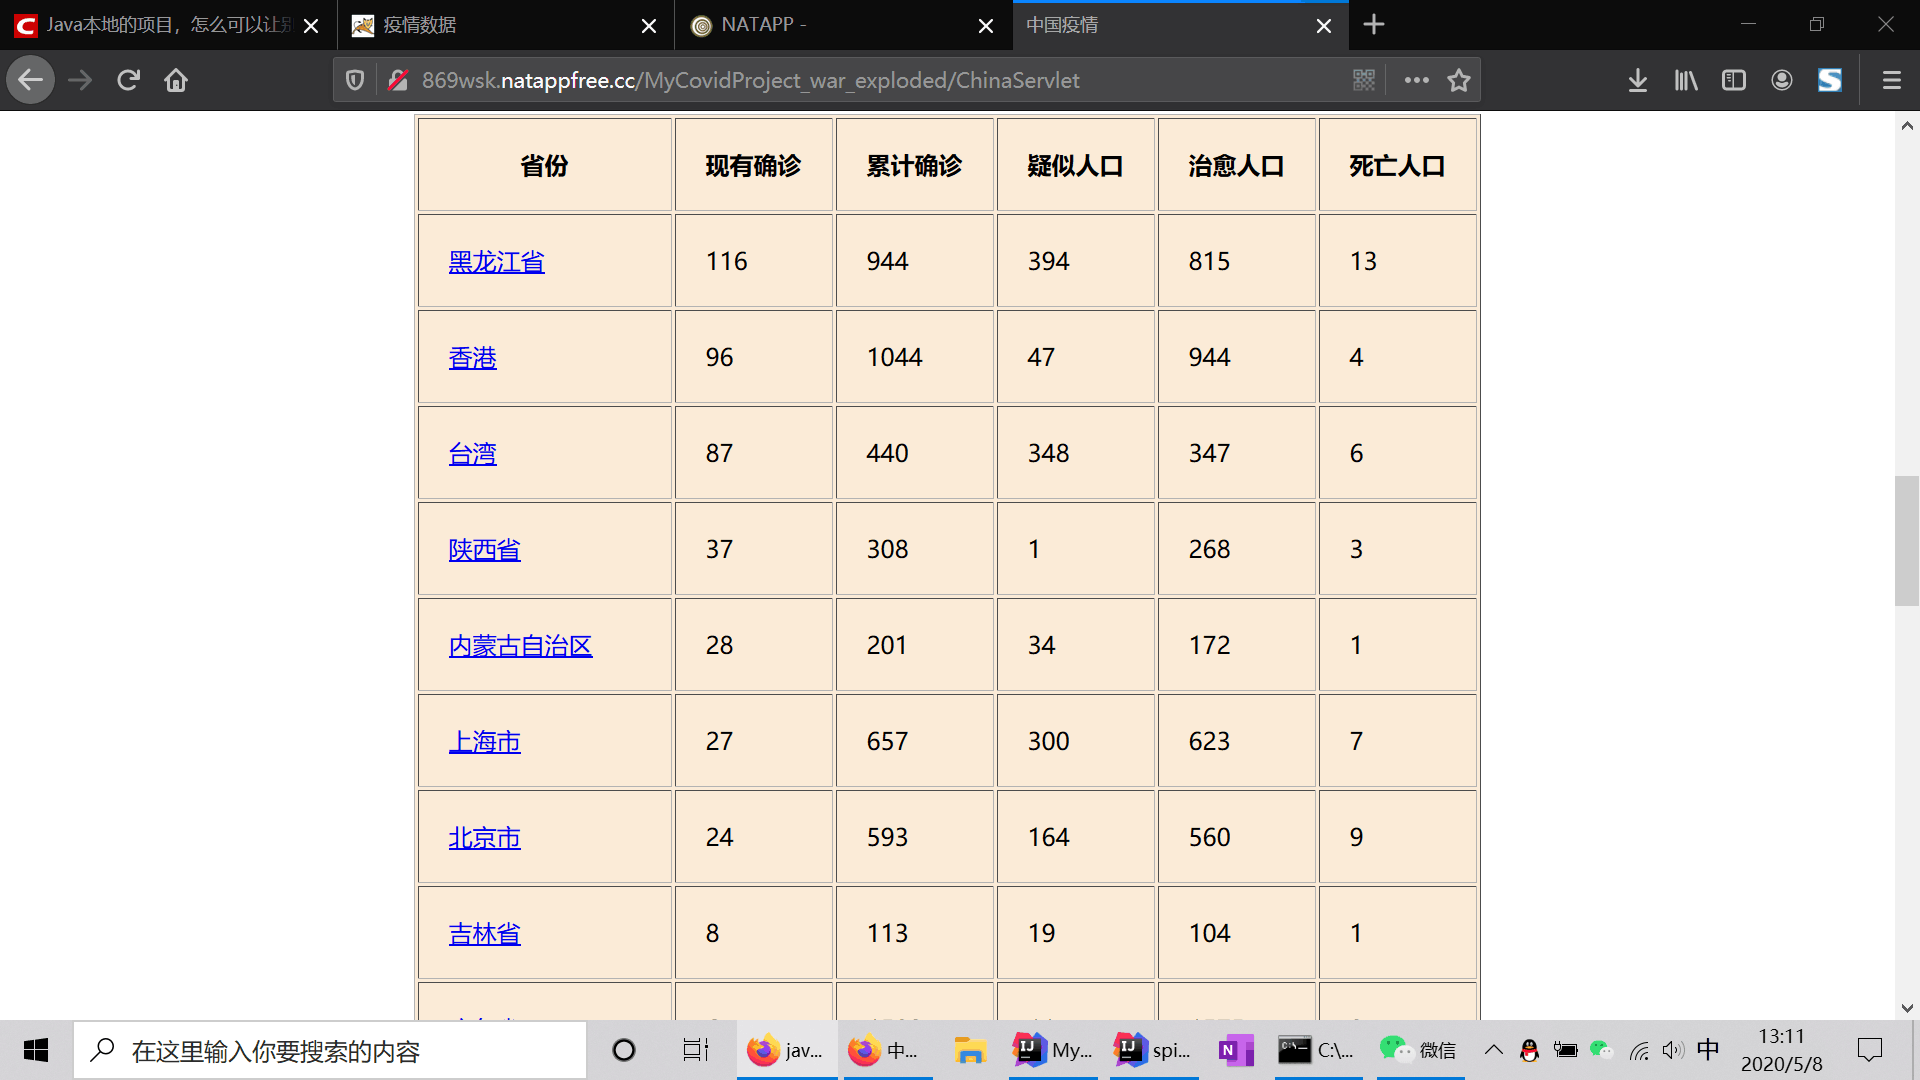 Java本地的项目，怎么可以让别
疫情数据
NATAPP -
中国疫情
869wsk.natappfree.cc/MyCovidProject_war_exploded/ChinaServlet
省份 现有确诊 累计确诊 疑似人口 治愈人口 死亡人口
黑龙江省 116 944 394 815 13
香港 96 1044 47 944 4
台湾 87 440 348 347 6
陕西省 37 308 1 268 3
内蒙古自治区 28 201 34 172 1
上海市 27 657 300 623 7
北京市 24 593 164 560 9
吉林省 8 113 19 104 1
在这里输入你要搜索的内容
jav...
中...
My...
spi...
C:\...
微信
中
13:11
2020/5/8